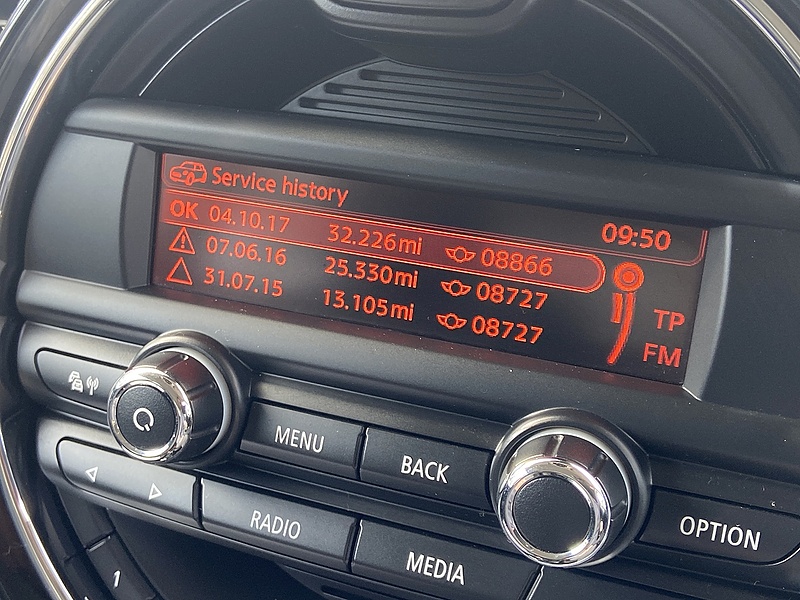 Service history
09:50
OK 04.10.17 32.226mi 08866
07.06.16 25.330mi 08727
31.07.15 13.105mi 08727
TP
FM
MENU
BACK
OPTION
RADIO
MEDIA
1